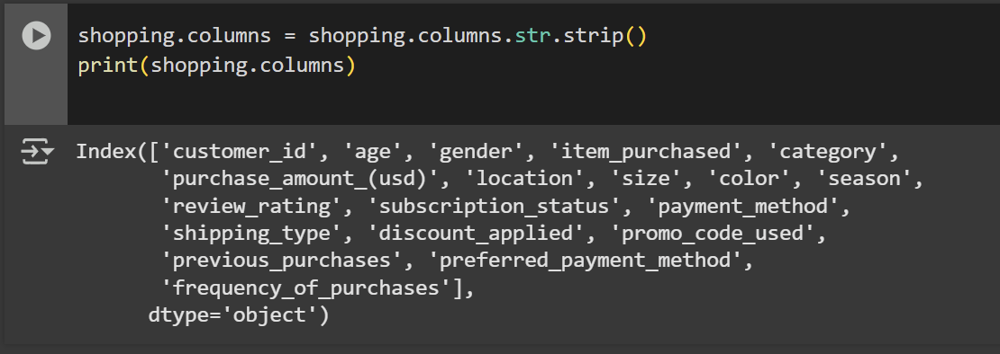 shopping.columns = shopping.columns.str.strip()
print(shopping.columns)
Index(['customer_id', 'age', 'gender', 'item_purchased', 'category',
       'purchase_amount_(usd)', 'location', 'size', 'color', 'season',
       'review_rating', 'subscription_status', 'payment_method',
       'shipping_type', 'discount_applied', 'promo_code_used',
       'previous_purchases', 'preferred_payment_method',
       'frequency_of_purchases'],
      dtype='object')